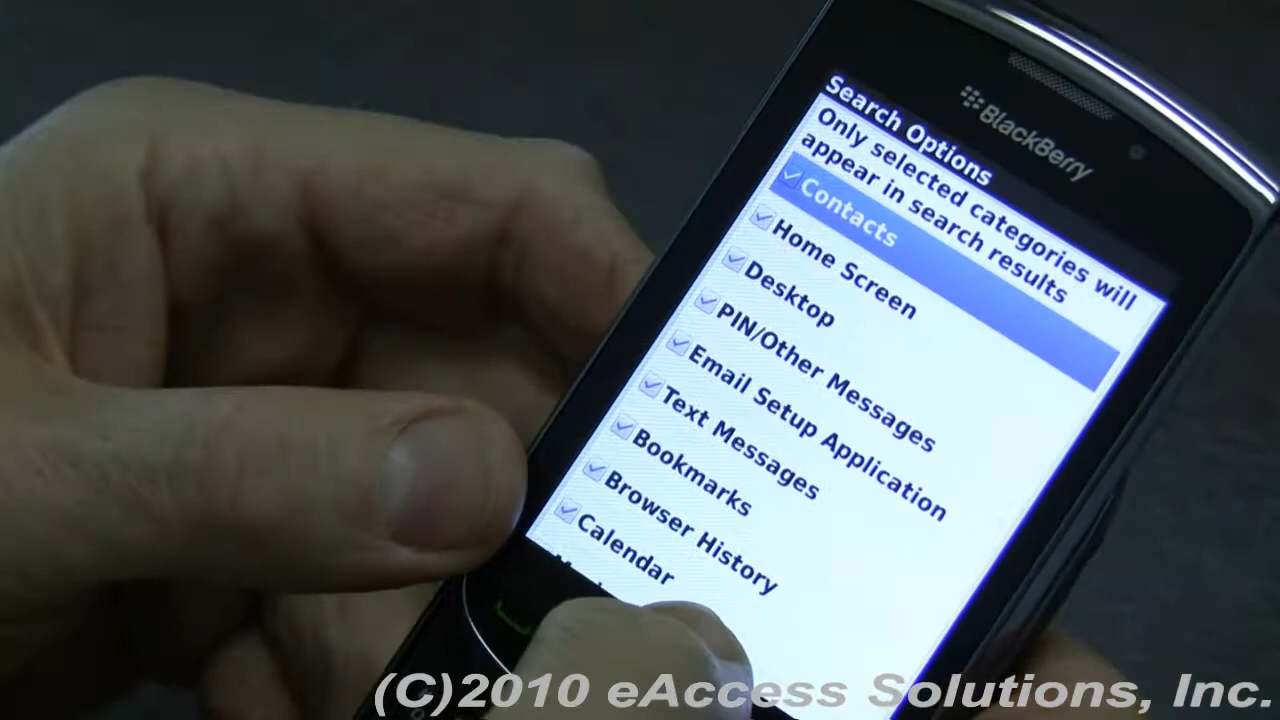 BlackBerry
Search Options
Only selected categories will
appear in search results
Contacts
Home Screen
Desktop
PIN/Other Messages
Email Setup Application
Text Messages
Bookmarks
Browser History
Calendar
(C)2010 eAccess Solutions, Inc.